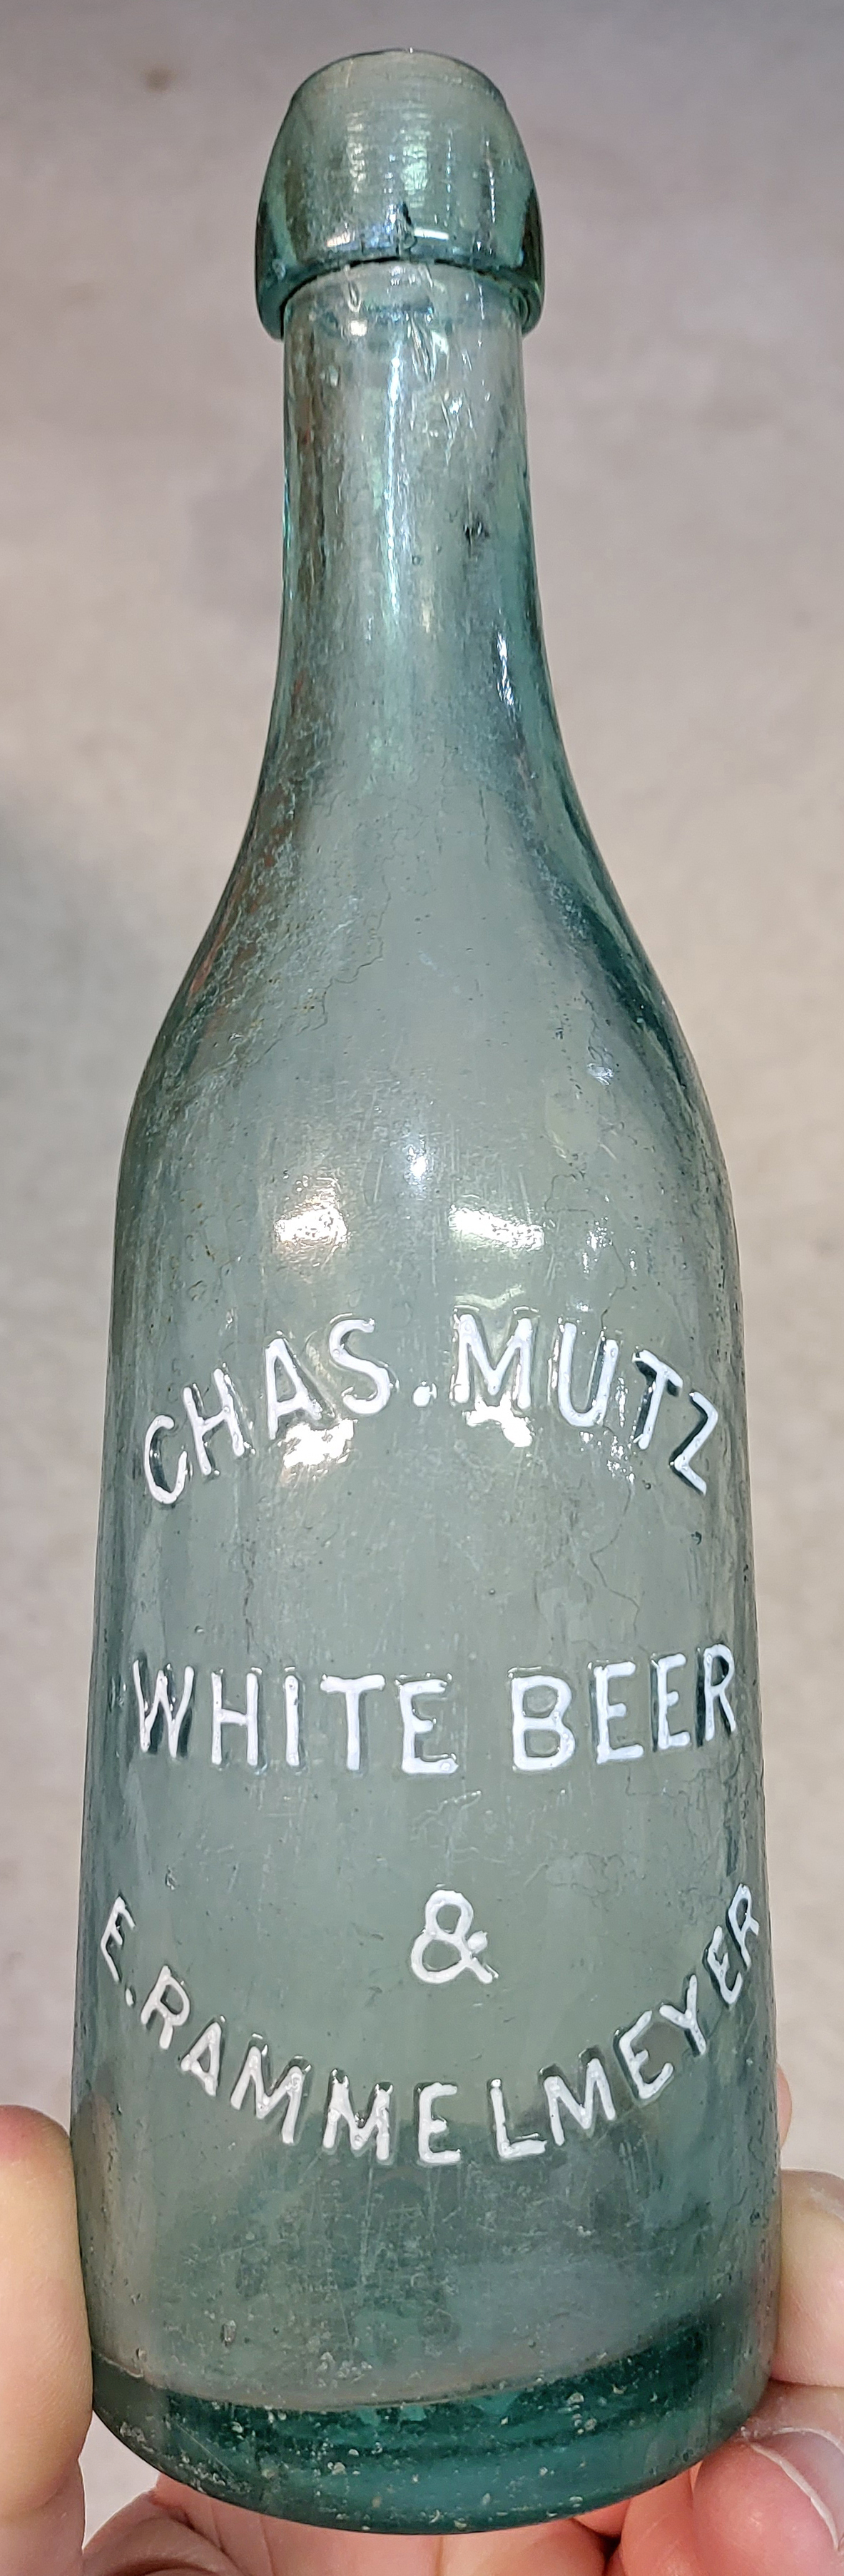 CHAS. MUTZ
WHITE BEER
&
E. RAMMELMEYER